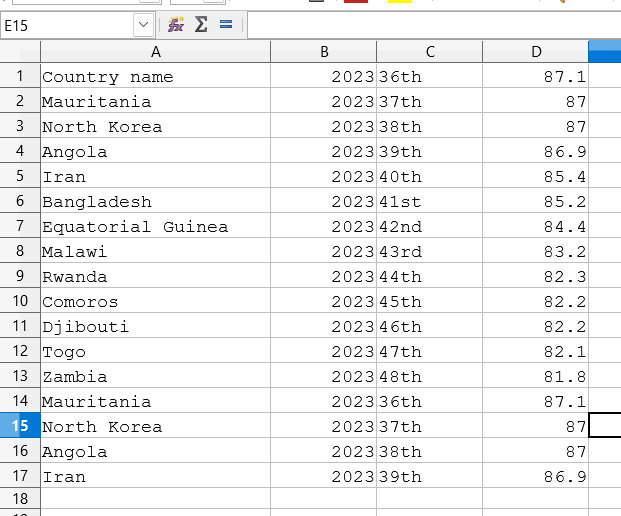 E15
A B C D
1 Country name 2023 36th 87.1
2 Mauritania 2023 37th 87
3 North Korea 2023 38th 87
4 Angola 2023 39th 86.9
5 Iran 2023 40th 85.4
6 Bangladesh 2023 41st 85.2
7 Equatorial Guinea 2023 42nd 84.4
8 Malawi 2023 43rd 83.2
9 Rwanda 2023 44th 82.3
10 Comoros 2023 45th 82.2
11 Djibouti 2023 46th 82.2
12 Togo 2023 47th 82.1
13 Zambia 2023 48th 81.8
14 Mauritania 2023 36th 87.1
15 North Korea 2023 37th 87
16 Angola 2023 38th 87
17 Iran 2023 39th 86.9
18